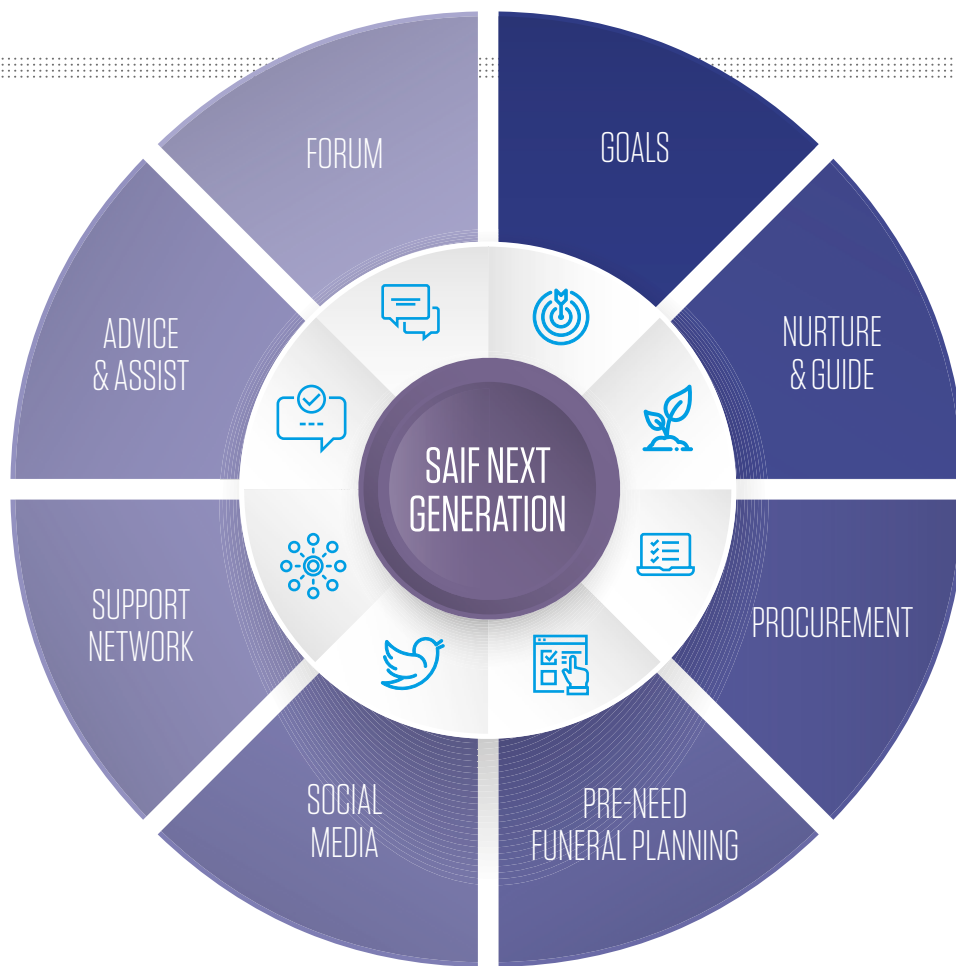 FORUM
GOALS
ADVICE
& ASSIST
NURTURE
& GUIDE
SAIF NEXT
GENERATION
SUPPORT
NETWORK
PROCUREMENT
SOCIAL
MEDIA
PRE-NEED
FUNERAL PLANNING